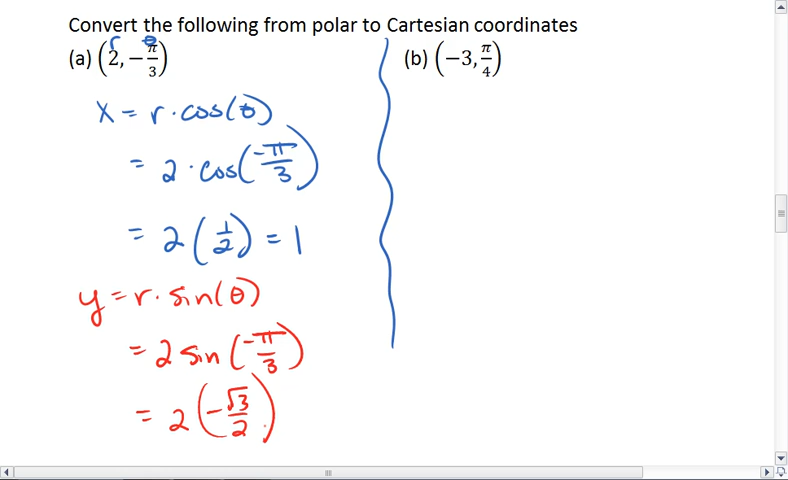 Convert the following from polar to Cartesian coordinates
r θ
(a) (2, −π/3)
(b) (−3, π/4)
x = r · cos(θ)
= 2 · cos(−π/3)
= 2 (1/2) = 1
y = r · sin(θ)
= 2 sin (−π/3)
= 2 (−√3/2)